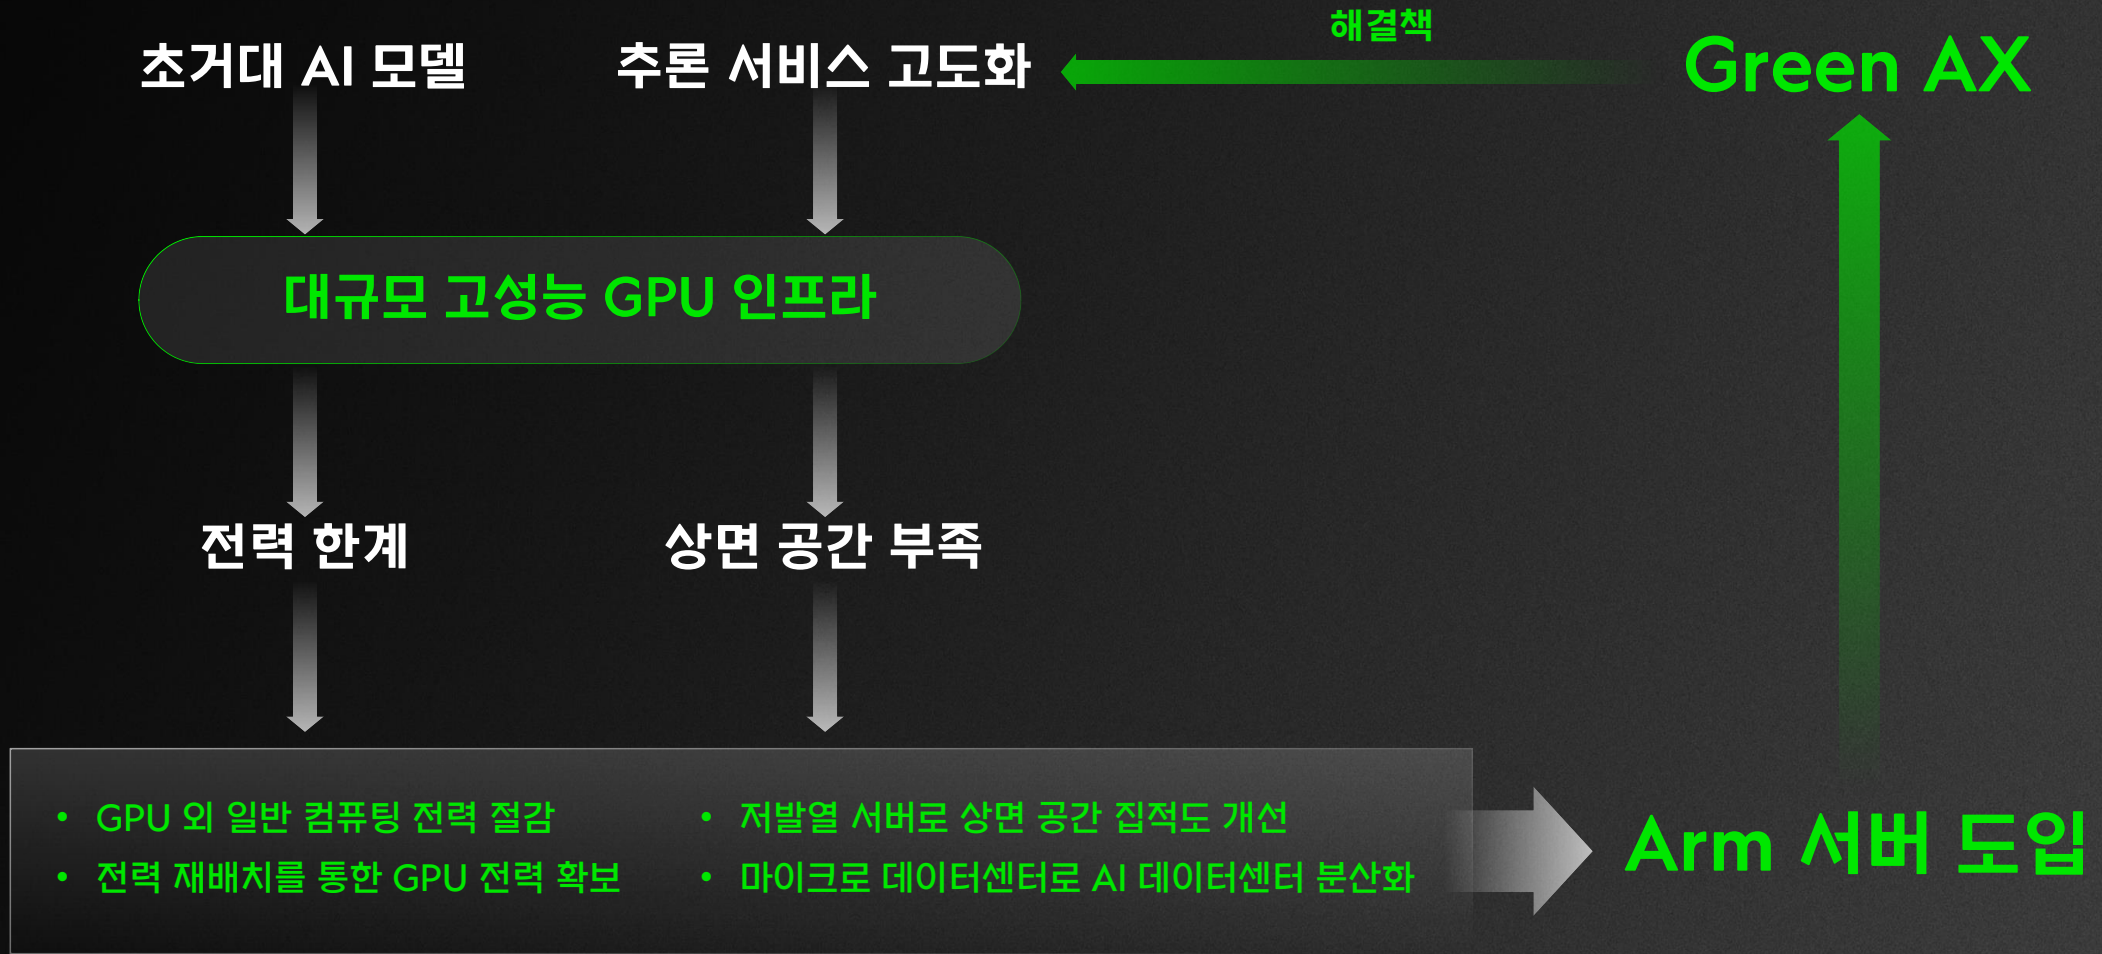 해결책
초거대 AI 모델
추론 서비스 고도화
Green AX
대규모 고성능 GPU 인프라
전력 한계
상면 공간 부족
• GPU 외 일반 컴퓨팅 전력 절감
• 전력 재배치를 통한 GPU 전력 확보
• 저발열 서버로 상면 공간 집적도 개선
• 마이크로 데이터센터로 AI 데이터센터 분산화
Arm 서버 도입